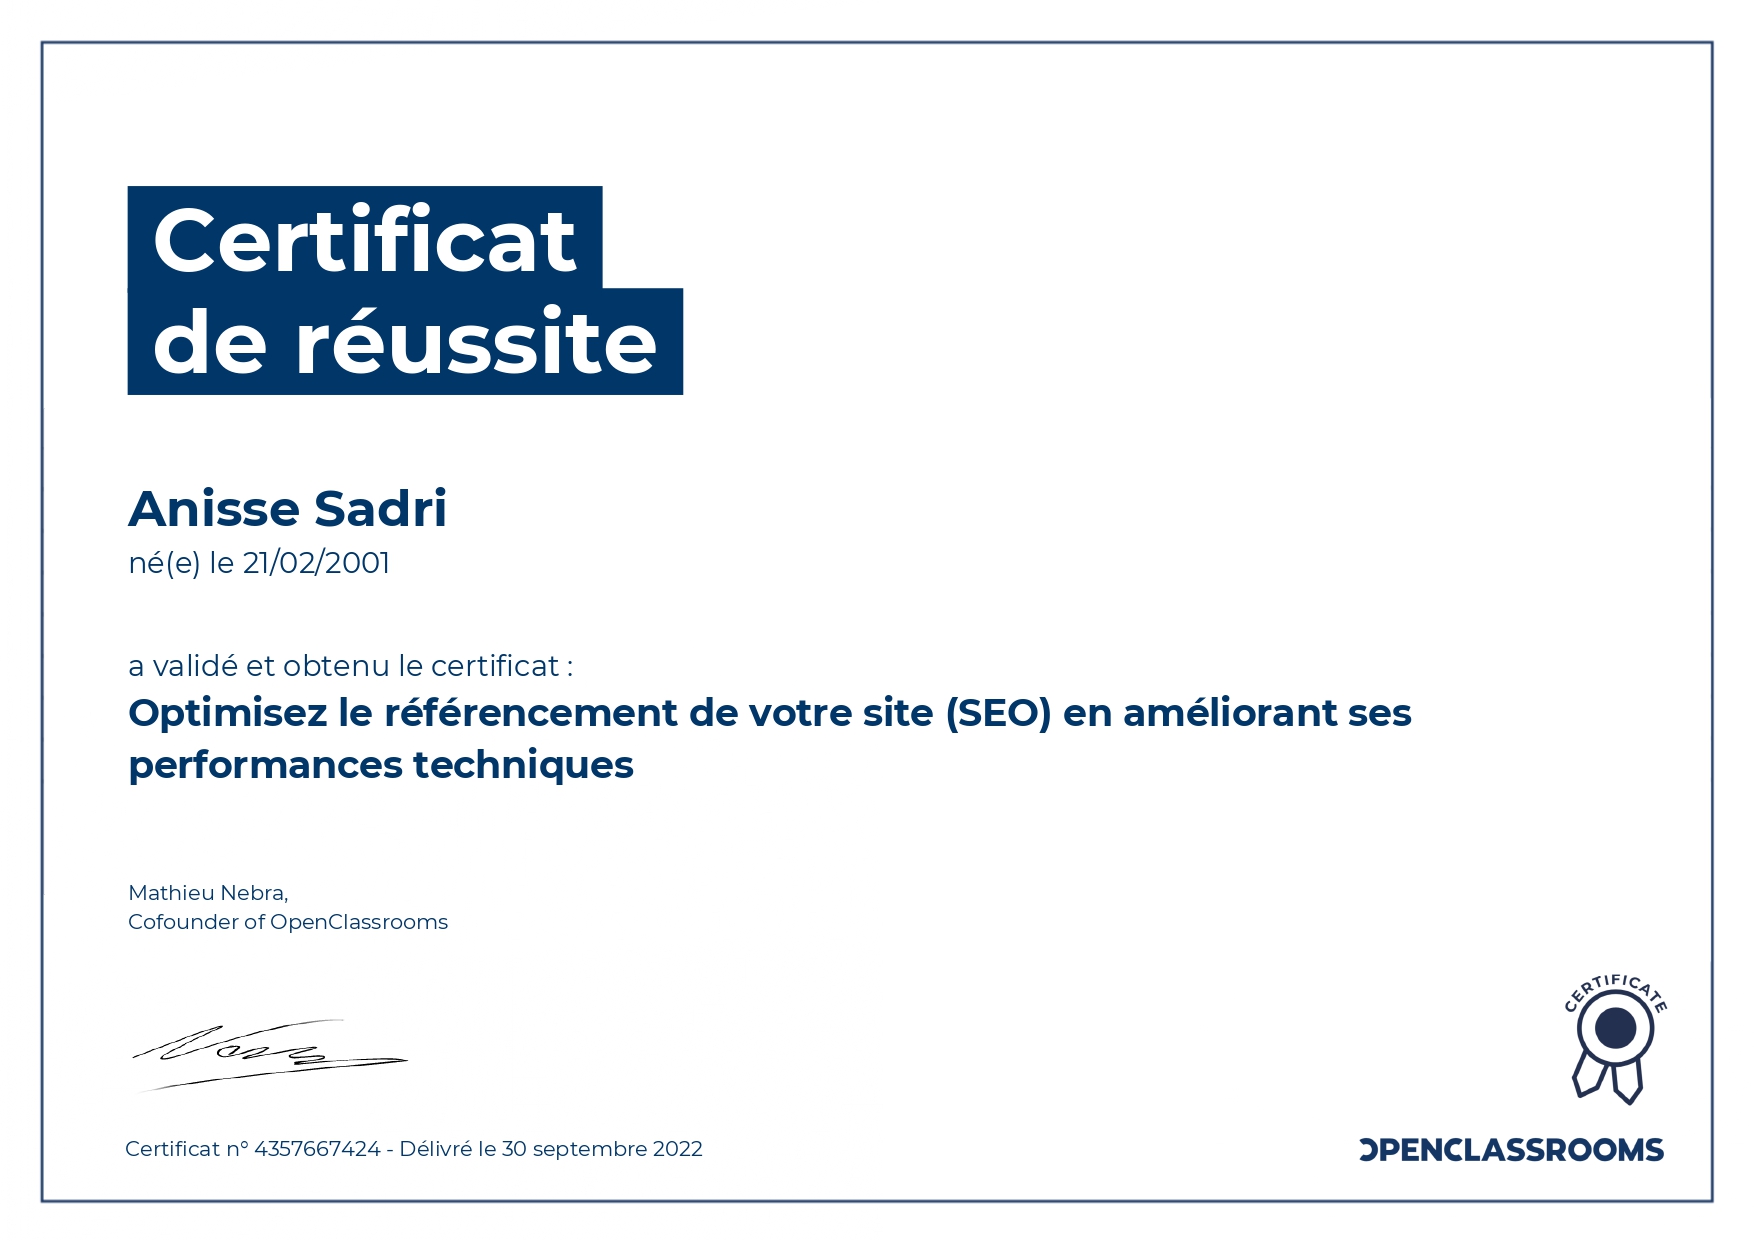 Certificat
de réussite
Anisse Sadri
né(e) le 21/02/2001
a validé et obtenu le certificat :
Optimisez le référencement de votre site (SEO) en améliorant ses
performances techniques
Mathieu Nebra,
Cofounder of OpenClassrooms
CERTIFICATE
Certificat n° 4357667424 - Délivré le 30 septembre 2022
OPENCLASSROOMS